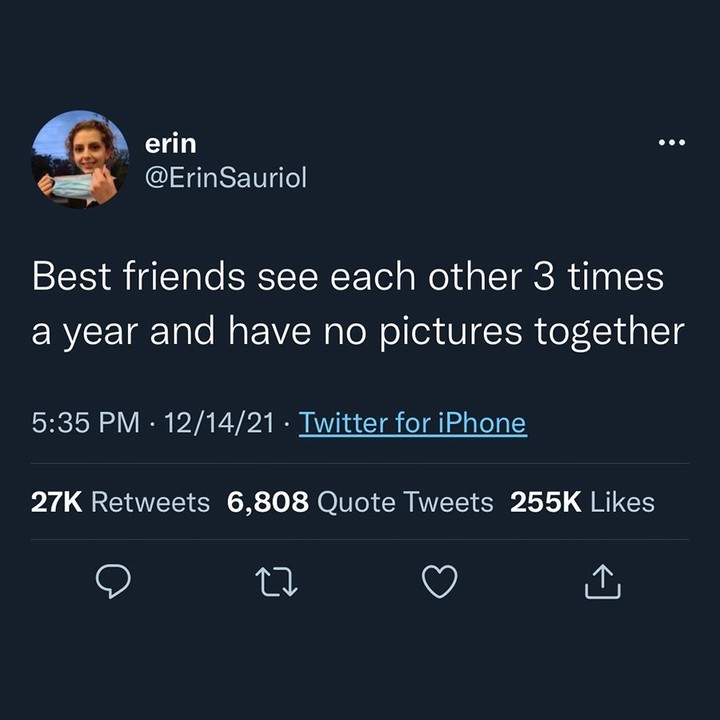 erin
@ErinSauriol
Best friends see each other 3 times
a year and have no pictures together
5:35 PM · 12/14/21 · Twitter for iPhone
27K Retweets 6,808 Quote Tweets 255K Likes